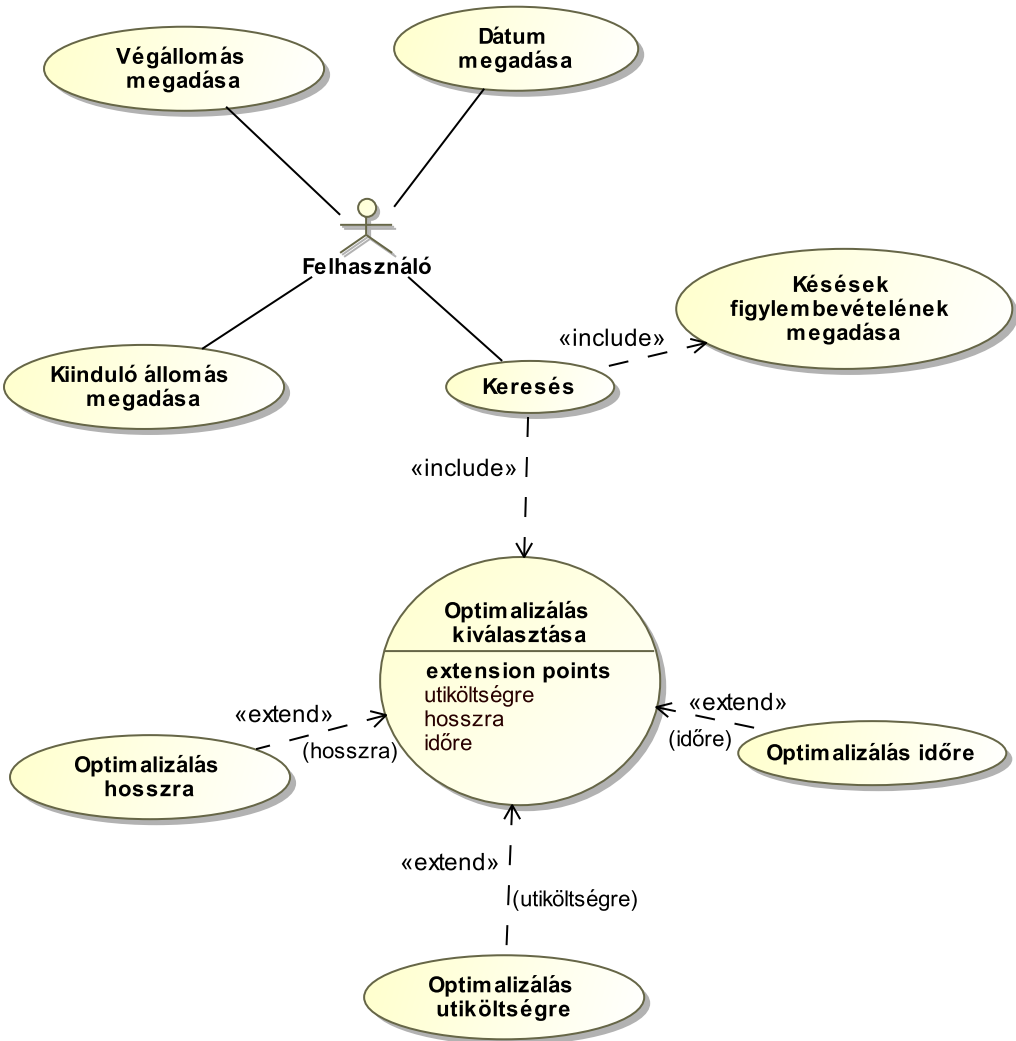 Végállomás
megadása
Dátum
megadása
Felhasználó
Kiinduló állomás
megadása
Keresés
«include»
Késések
figylembevételének
megadása
«include»
Optimalizálás
kiválasztása
extension points
utiköltségre
hosszra
időre
«extend»
(hosszra)
Optimalizálás
hosszra
«extend»
(időre)
Optimalizálás időre
«extend»
(utiköltségre)
Optimalizálás
utiköltségre